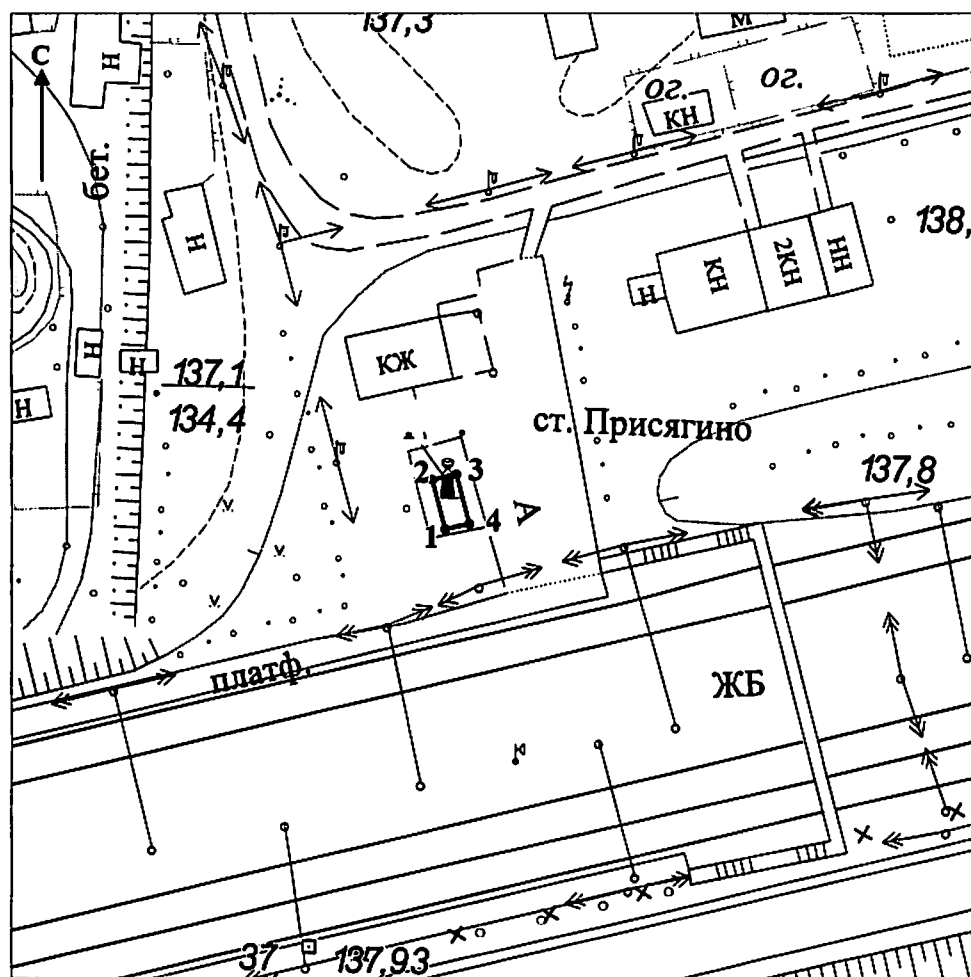 137,3
М
С
Н
ог.
ог.
КН
бет.
Н
138,
КН
2КН
НН
Н
Н
Н
КЖ
137,1
134,4
Н
ст. Присягино
2
3
137,8
А
1
4
v
v
v
ЖБ
платф.
37
137,93